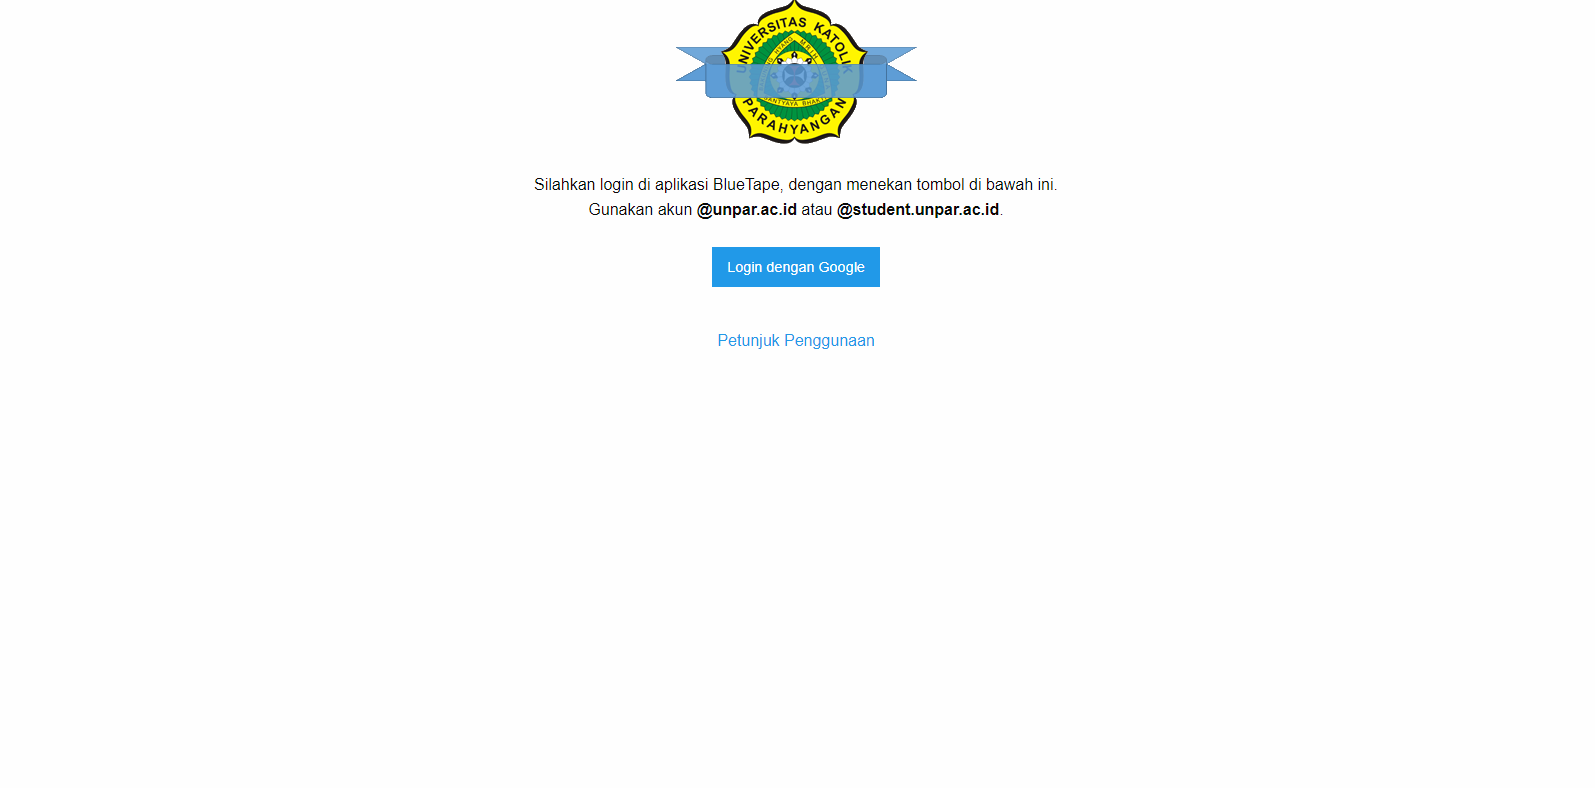 UNIVERSITAS KATOLIK
PARAHYANGAN
Silahkan login di aplikasi BlueTape, dengan menekan tombol di bawah ini.
Gunakan akun @unpar.ac.id atau @student.unpar.ac.id.
Login dengan Google
Petunjuk Penggunaan